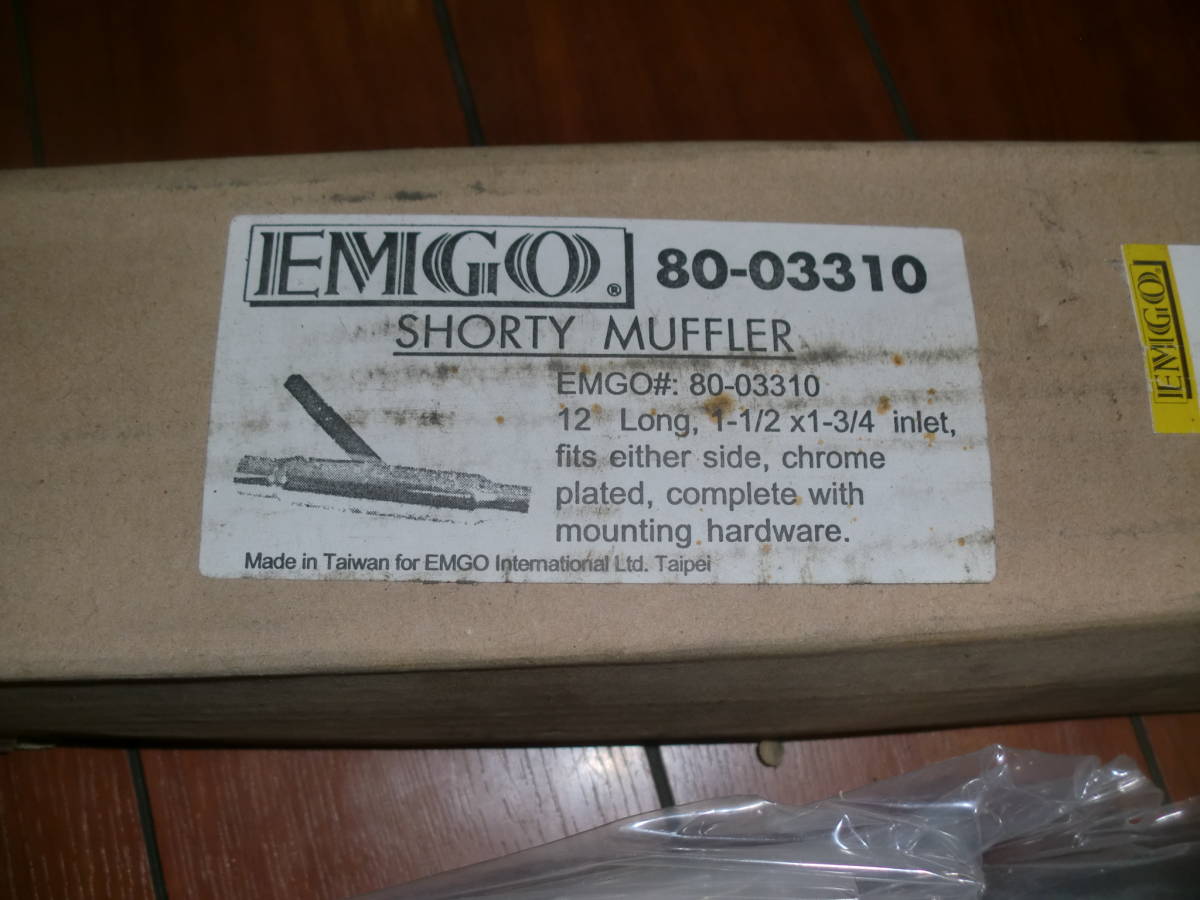 EMGO® 80-03310
SHORTY MUFFLER
EMGO#: 80-03310
12 Long, 1-1/2 x1-3/4 inlet,
fits either side, chrome
plated, complete with
mounting hardware.
Made in Taiwan for EMGO International Ltd. Taipei
EMGO®